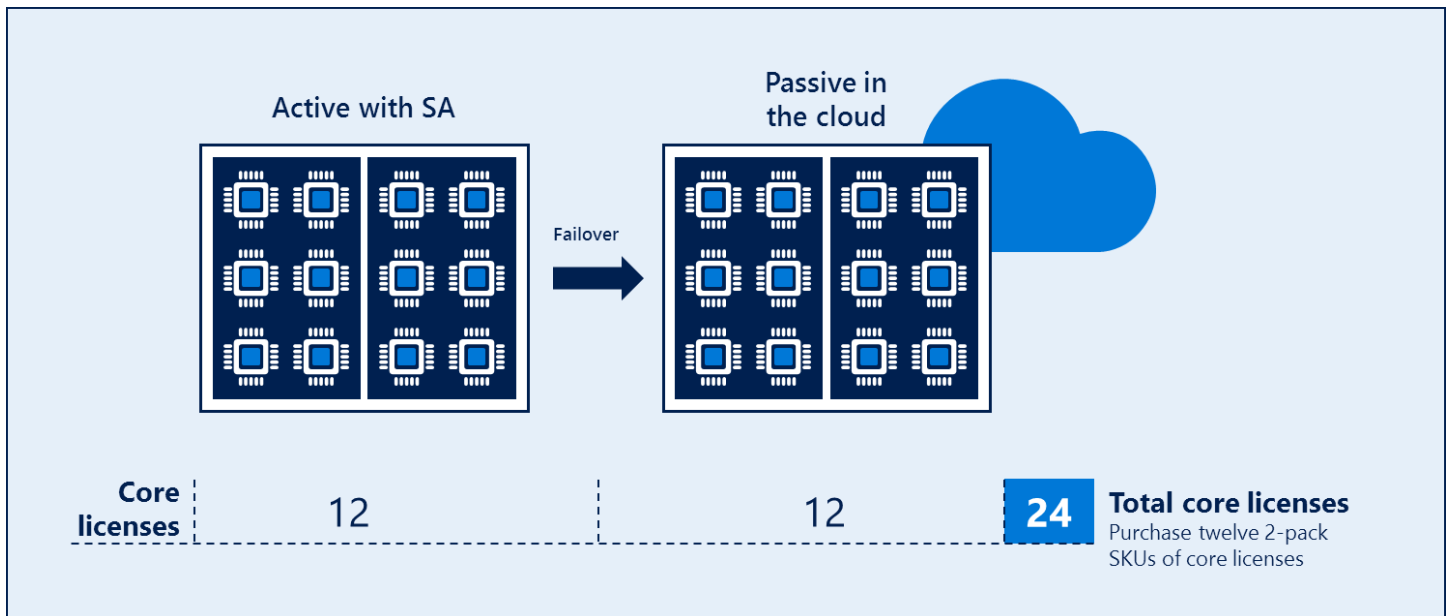 Active with SA
Passive in
the cloud
Failover
Core
licenses
12
12
24
Total core licenses
Purchase twelve 2-pack
SKUs of core licenses